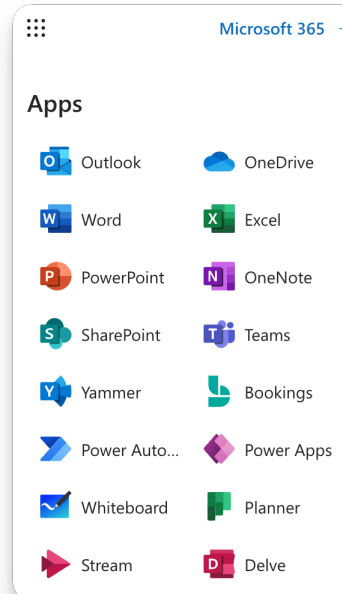 Microsoft 365
Apps
O Outlook
OneDrive
W Word
X Excel
P PowerPoint
N OneNote
S SharePoint
T Teams
Y Yammer
Bookings
Power Auto...
Power Apps
Whiteboard
Planner
Stream
D Delve